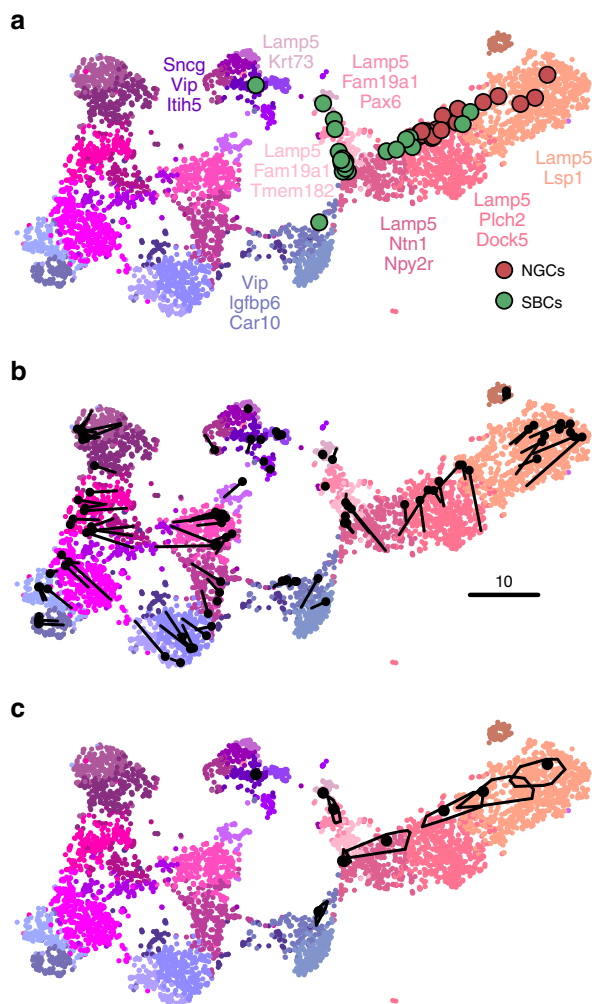 a
Sncg
Vip
Itih5
Lamp5
Krt73
Lamp5
Fam19a1
Pax6
Lamp5
Fam19a1
Tmem182
Lamp5
Lsp1
Lamp5
Plch2
Dock5
Lamp5
Ntn1
Npy2r
Vip
Igfbp6
Car10
NGCs
SBCs
b
10
c